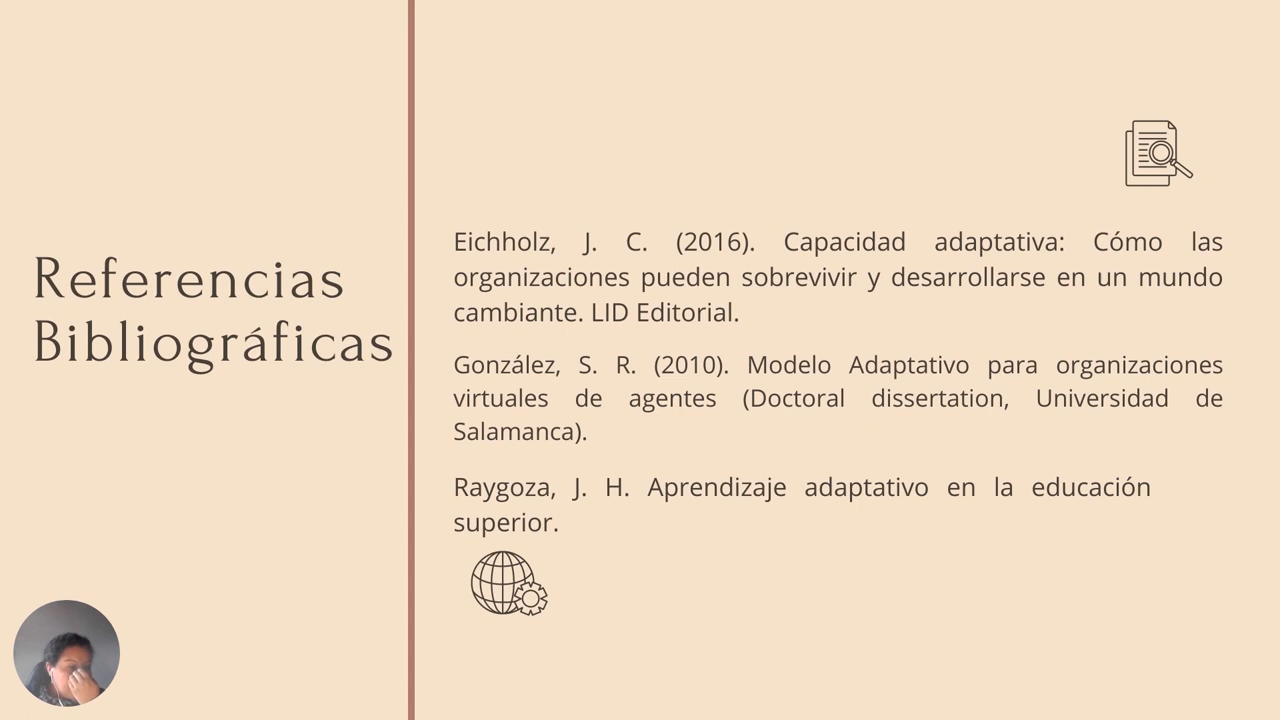 Referencias
Bibliográficas
Eichholz, J. C. (2016). Capacidad adaptativa: Cómo las
organizaciones pueden sobrevivir y desarrollarse en un mundo
cambiante. LID Editorial.
González, S. R. (2010). Modelo Adaptativo para organizaciones
virtuales de agentes (Doctoral dissertation, Universidad de
Salamanca).
Raygoza, J. H. Aprendizaje adaptativo en la educación
superior.